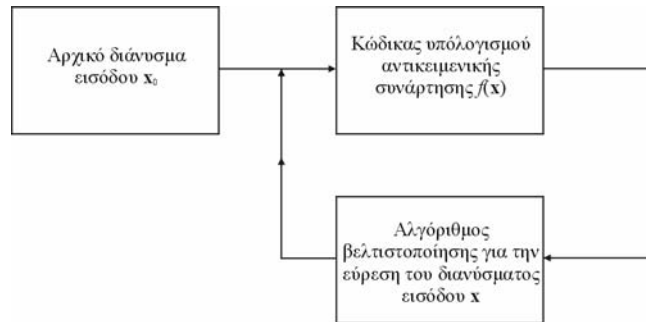 Αρχικό διάνυσμα
εισόδου x₀
Κώδικας υπόλογισμού
αντικειμενικής
συνάρτησης f(x)
Αλγόριθμος
βελτιστοποίησης για την
εύρεση του διανύσματος
εισόδου x